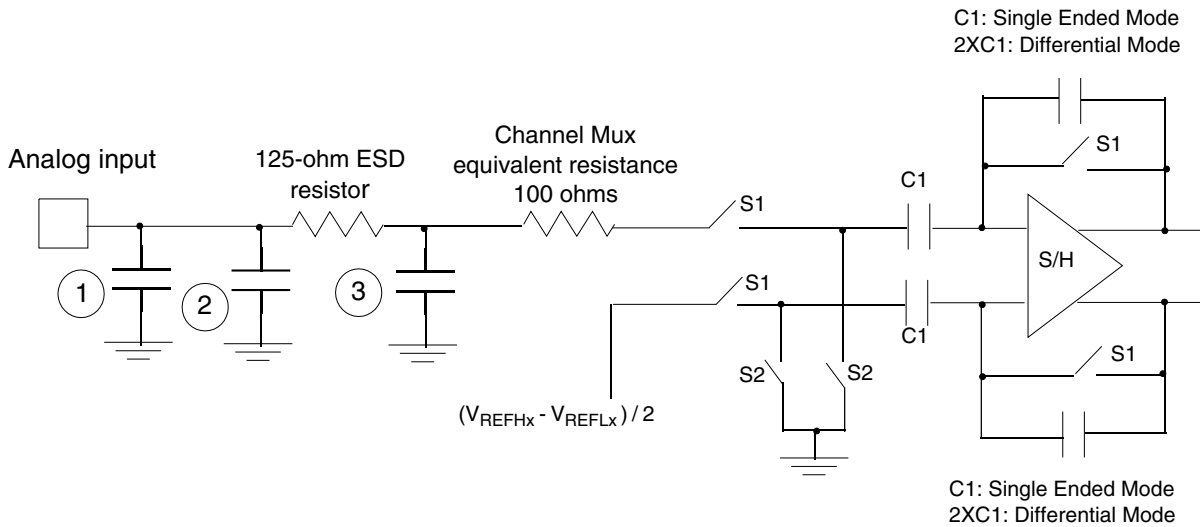 C1: Single Ended Mode
2XC1: Differential Mode
Analog input
125-ohm ESD
resistor
Channel Mux
equivalent resistance
100 ohms
S1
C1
S1
S/H
1
2
3
S1
C1
S2
S2
S1
(VREFHx - VREFLx) / 2
C1: Single Ended Mode
2XC1: Differential Mode